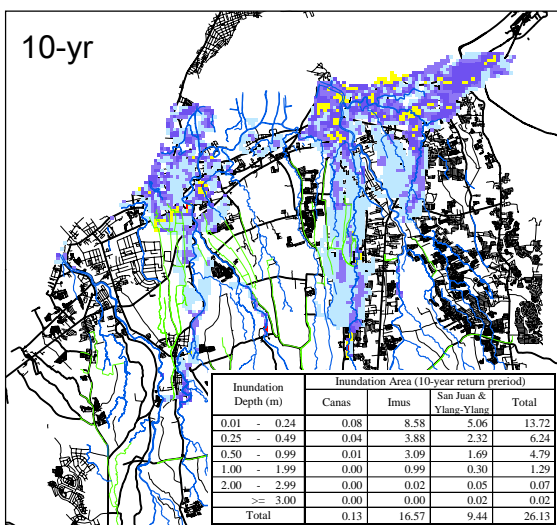 10-yr
Inundation Depth (m) Inundation Area (10-year return preriod)
Canas Imus San Juan & Ylang-Ylang Total
0.01 - 0.24 0.08 8.58 5.06 13.72
0.25 - 0.49 0.04 3.88 2.32 6.24
0.50 - 0.99 0.01 3.09 1.69 4.79
1.00 - 1.99 0.00 0.99 0.30 1.29
2.00 - 2.99 0.00 0.02 0.05 0.07
>= 3.00 0.00 0.00 0.02 0.02
Total 0.13 16.57 9.44 26.13